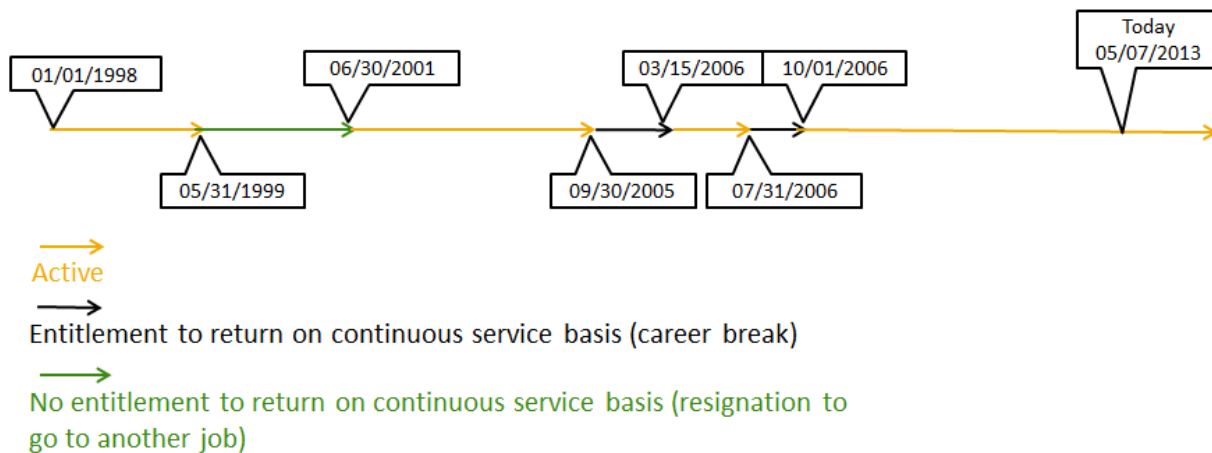 Today
05/07/2013
01/01/1998
06/30/2001
03/15/2006
10/01/2006
05/31/1999
09/30/2005
07/31/2006
Active
Entitlement to return on continuous service basis (career break)
No entitlement to return on continuous service basis (resignation to
go to another job)